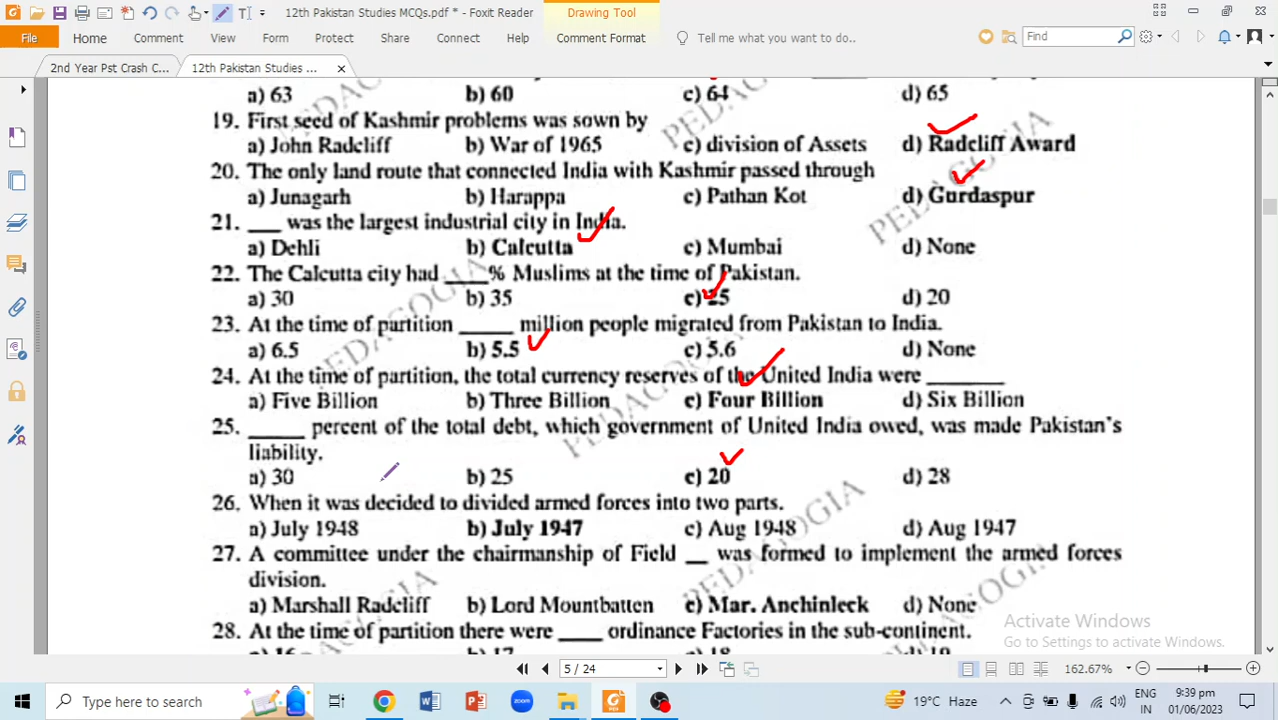 12th Pakistan Studies MCQs.pdf * - Foxit Reader
Drawing Tool
File Home Comment View Form Protect Share Connect Help Comment Format Tell me what you want to do.. Find
2nd Year Pst Crash C... 12th Pakistan Studies ...
a) 63 b) 60 c) 64 d) 65
19. First seed of Kashmir problems was sown by
a) John Radcliff b) War of 1965 c) division of Assets d) Radcliff Award
20. The only land route that connected India with Kashmir passed through
a) Junagarh b) Harappa c) Pathan Kot d) Gurdaspur
21. ___ was the largest industrial city in India.
a) Dehli b) Calcutta c) Mumbai d) None
22. The Calcutta city had ____% Muslims at the time of Pakistan.
a) 30 b) 35 c) 25 d) 20
23. At the time of partition _____ million people migrated from Pakistan to India.
a) 6.5 b) 5.5 c) 5.6 d) None
24. At the time of partition, the total currency reserves of the United India were _______
a) Five Billion b) Three Billion c) Four Billion d) Six Billion
25. _____ percent of the total debt, which government of United India owed, was made Pakistan's
liability.
a) 30 b) 25 c) 20 d) 28
26. When it was decided to divided armed forces into two parts.
a) July 1948 b) July 1947 c) Aug 1948 d) Aug 1947
27. A committee under the chairmanship of Field __ was formed to implement the armed forces
division.
a) Marshall Radcliff b) Lord Mountbatten c) Mar. Anchinleck d) None
28. At the time of partition there were ____ ordinance Factories in the sub-continent.
PEDAGOGIA
PEDAGOGIA
PEDAGOGIA
PEDAGOGIA
PEDAGOGIA
PEDAGOGIA
Activate Windows
Go to Settings to activate Windows.
5 / 24 162.67%
Type here to search zoom 19°C Haze ENG 9:39 pm
IN 01/06/2023